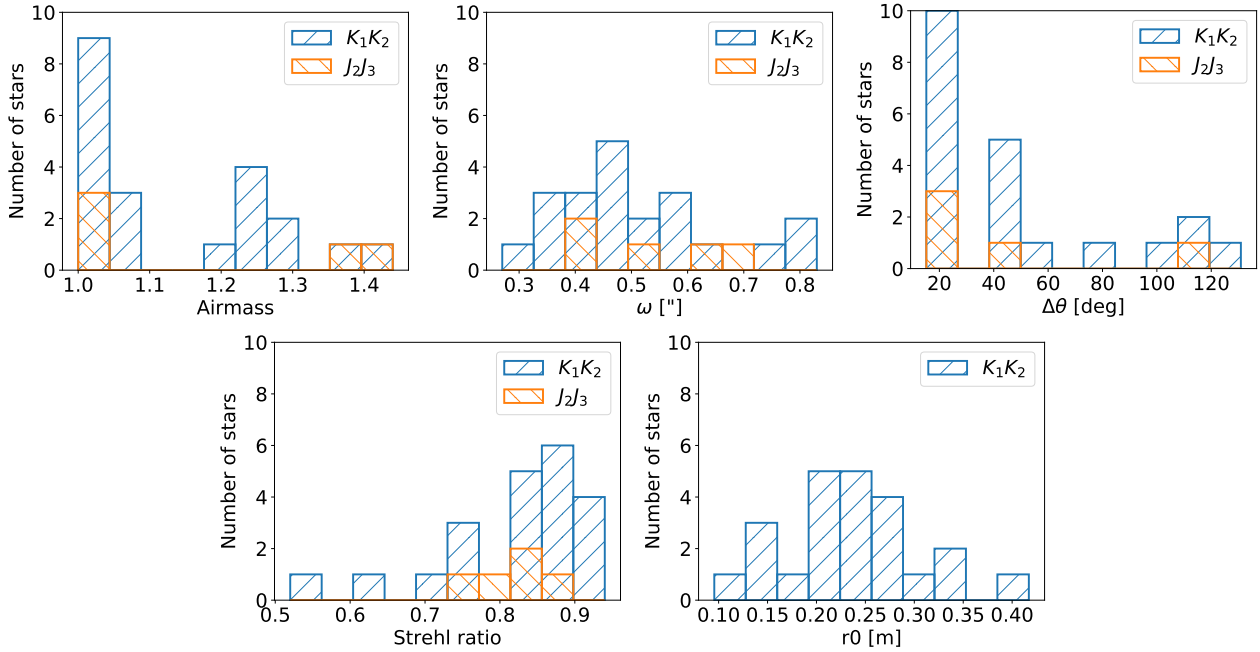 Number of stars
10
8
6
4
2
0
K₁K₂
J₂J₃
1.0 1.1 1.2 1.3 1.4
Airmass
Number of stars
10
8
6
4
2
0
K₁K₂
J₂J₃
0.3 0.4 0.5 0.6 0.7 0.8
ω ["]
Number of stars
10
8
6
4
2
0
K₁K₂
J₂J₃
20 40 60 80 100 120
Δθ [deg]
Number of stars
10
8
6
4
2
0
K₁K₂
J₂J₃
0.5 0.6 0.7 0.8 0.9
Strehl ratio
Number of stars
10
8
6
4
2
0
K₁K₂
0.10 0.15 0.20 0.25 0.30 0.35 0.40
r0 [m]